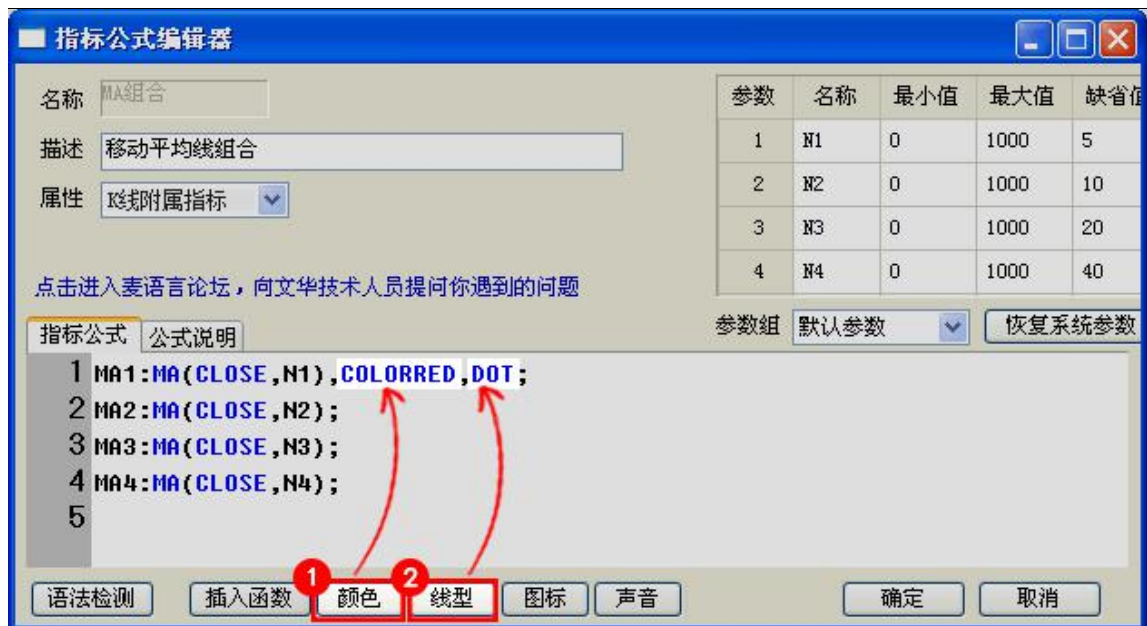 指标公式编辑器
名称 MA组合
描述 移动平均线组合
属性 K线附属指标
点击进入麦语言论坛，向文华技术人员提问你遇到的问题
参数 名称 最小值 最大值 缺省值
1 N1 0 1000 5
2 N2 0 1000 10
3 N3 0 1000 20
4 N4 0 1000 40
参数组 默认参数 恢复系统参数
指标公式 公式说明
1 MA1:MA(CLOSE,N1),COLORRED,DOT;
2 MA2:MA(CLOSE,N2);
3 MA3:MA(CLOSE,N3);
4 MA4:MA(CLOSE,N4);
5
1 2
语法检测 插入函数 颜色 线型 图标 声音 确定 取消